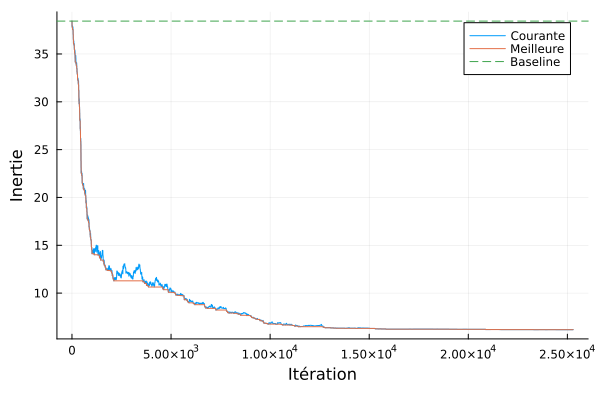 Courante
Meilleure
Baseline
35
30
25
20
15
10
Inertie
0
5.00×10³
1.00×10⁴
1.50×10⁴
2.00×10⁴
2.50×10⁴
Itération